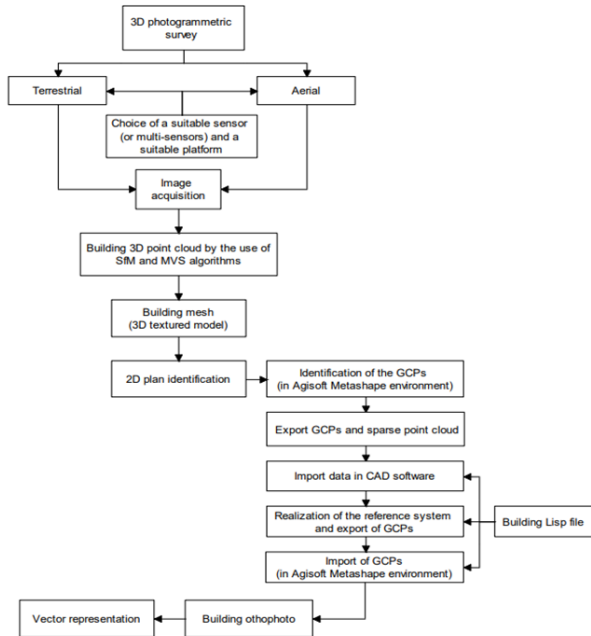 3D photogrammetric
survey
Terrestrial
Aerial
Choice of a suitable sensor
(or multi-sensors) and a
suitable platform
Image
acquisition
Building 3D point cloud by the use of
SfM and MVS algorithms
Building mesh
(3D textured model)
2D plan identification
Identification of the GCPs
(in Agisoft Metashape environment)
Export GCPs and sparse point cloud
Import data in CAD software
Realization of the reference system
and export of GCPs
Building Lisp file
Import of GCPs
(in Agisoft Metashape environment)
Vector representation
Building othophoto